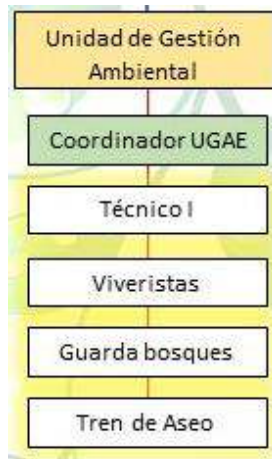 Unidad de Gestión
Ambiental
Coordinador UGAE
Técnico I
Viveristas
Guarda bosques
Tren de Aseo